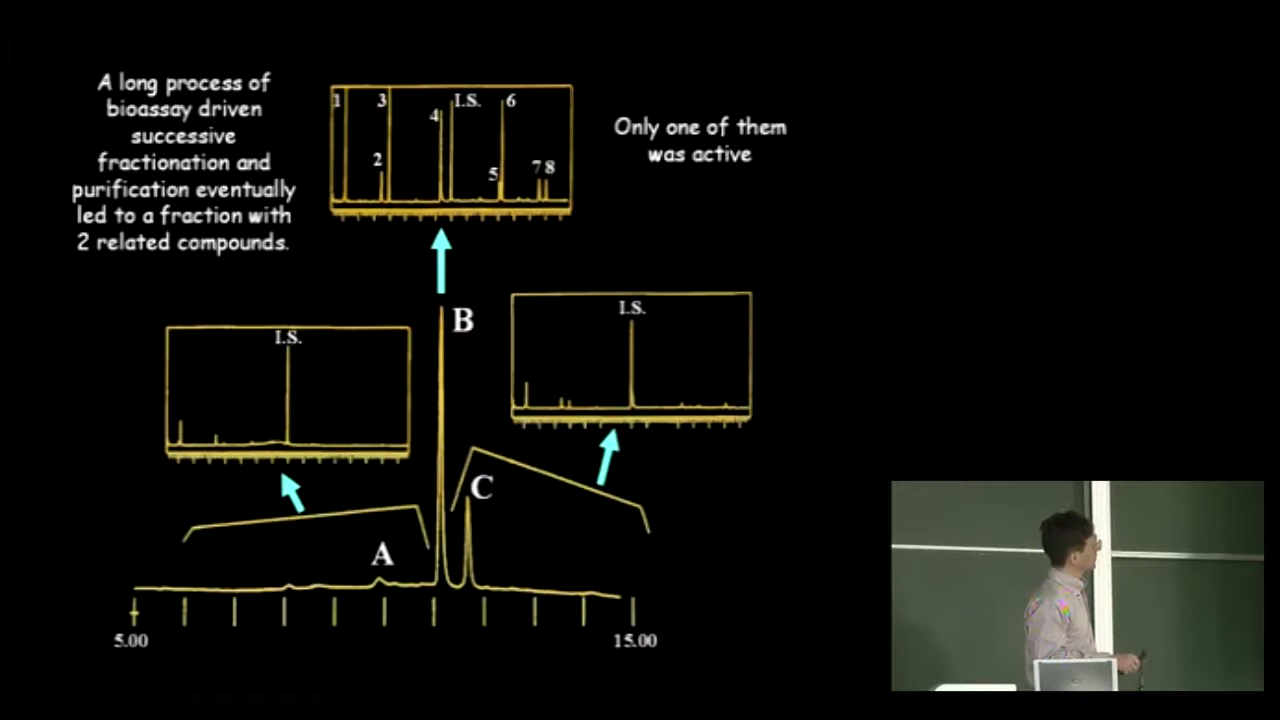 A long process of
bioassay driven
successive
fractionation and
purification eventually
led to a fraction with
2 related compounds.
1 2 3 4 I.S. 5 6 7 8
Only one of them
was active
I.S.
B
I.S.
C
A
5.00
15.00